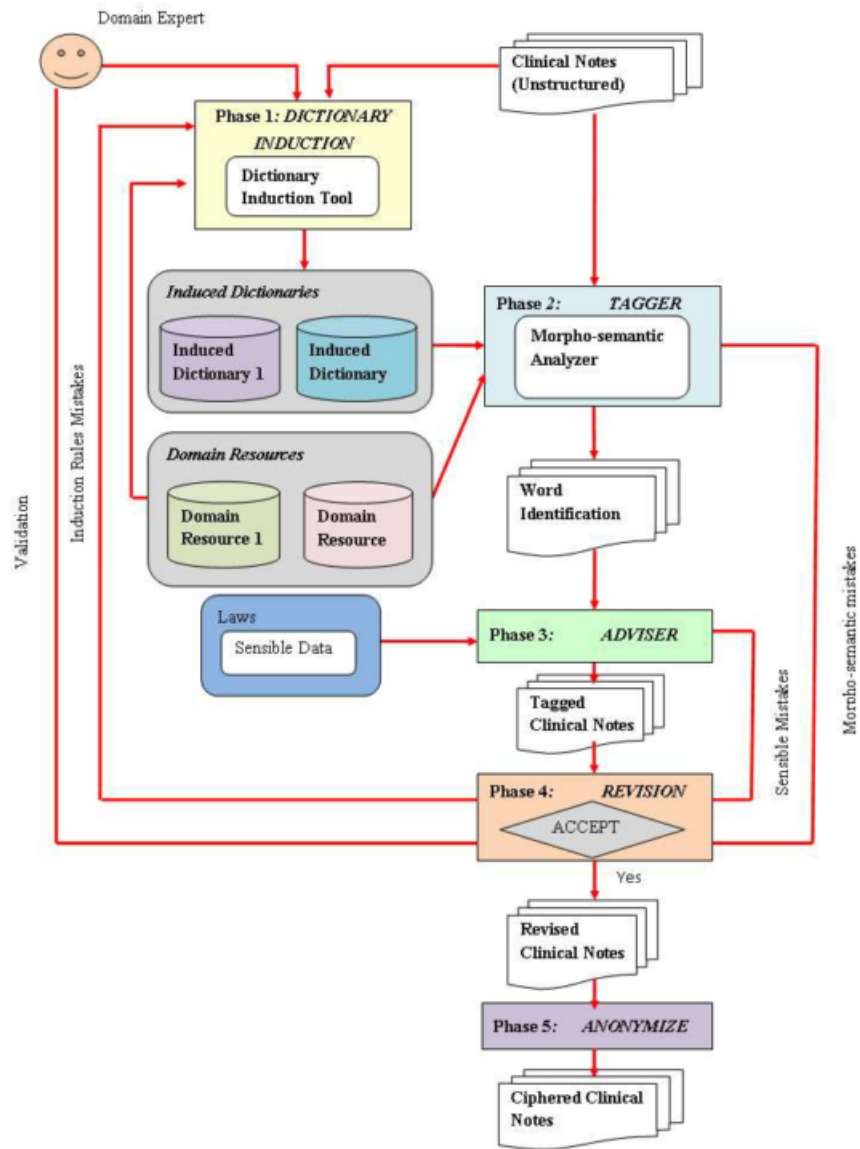 Domain Expert
Clinical Notes
(Unstructured)
Phase 1: DICTIONARY
INDUCTION
Dictionary
Induction Tool
Induced Dictionaries
Induced
Dictionary 1
Induced
Dictionary
Phase 2: TAGGER
Morpho-semantic
Analyzer
Domain Resources
Domain
Resource 1
Domain
Resource
Word
Identification
Laws
Sensible Data
Phase 3: ADVISER
Tagged
Clinical Notes
Phase 4: REVISION
ACCEPT
Yes
Revised
Clinical Notes
Phase 5: ANONYMIZE
Ciphered Clinical
Notes
Validation
Induction Rules Mistakes
Sensible Mistakes
Morpho-semantic mistakes